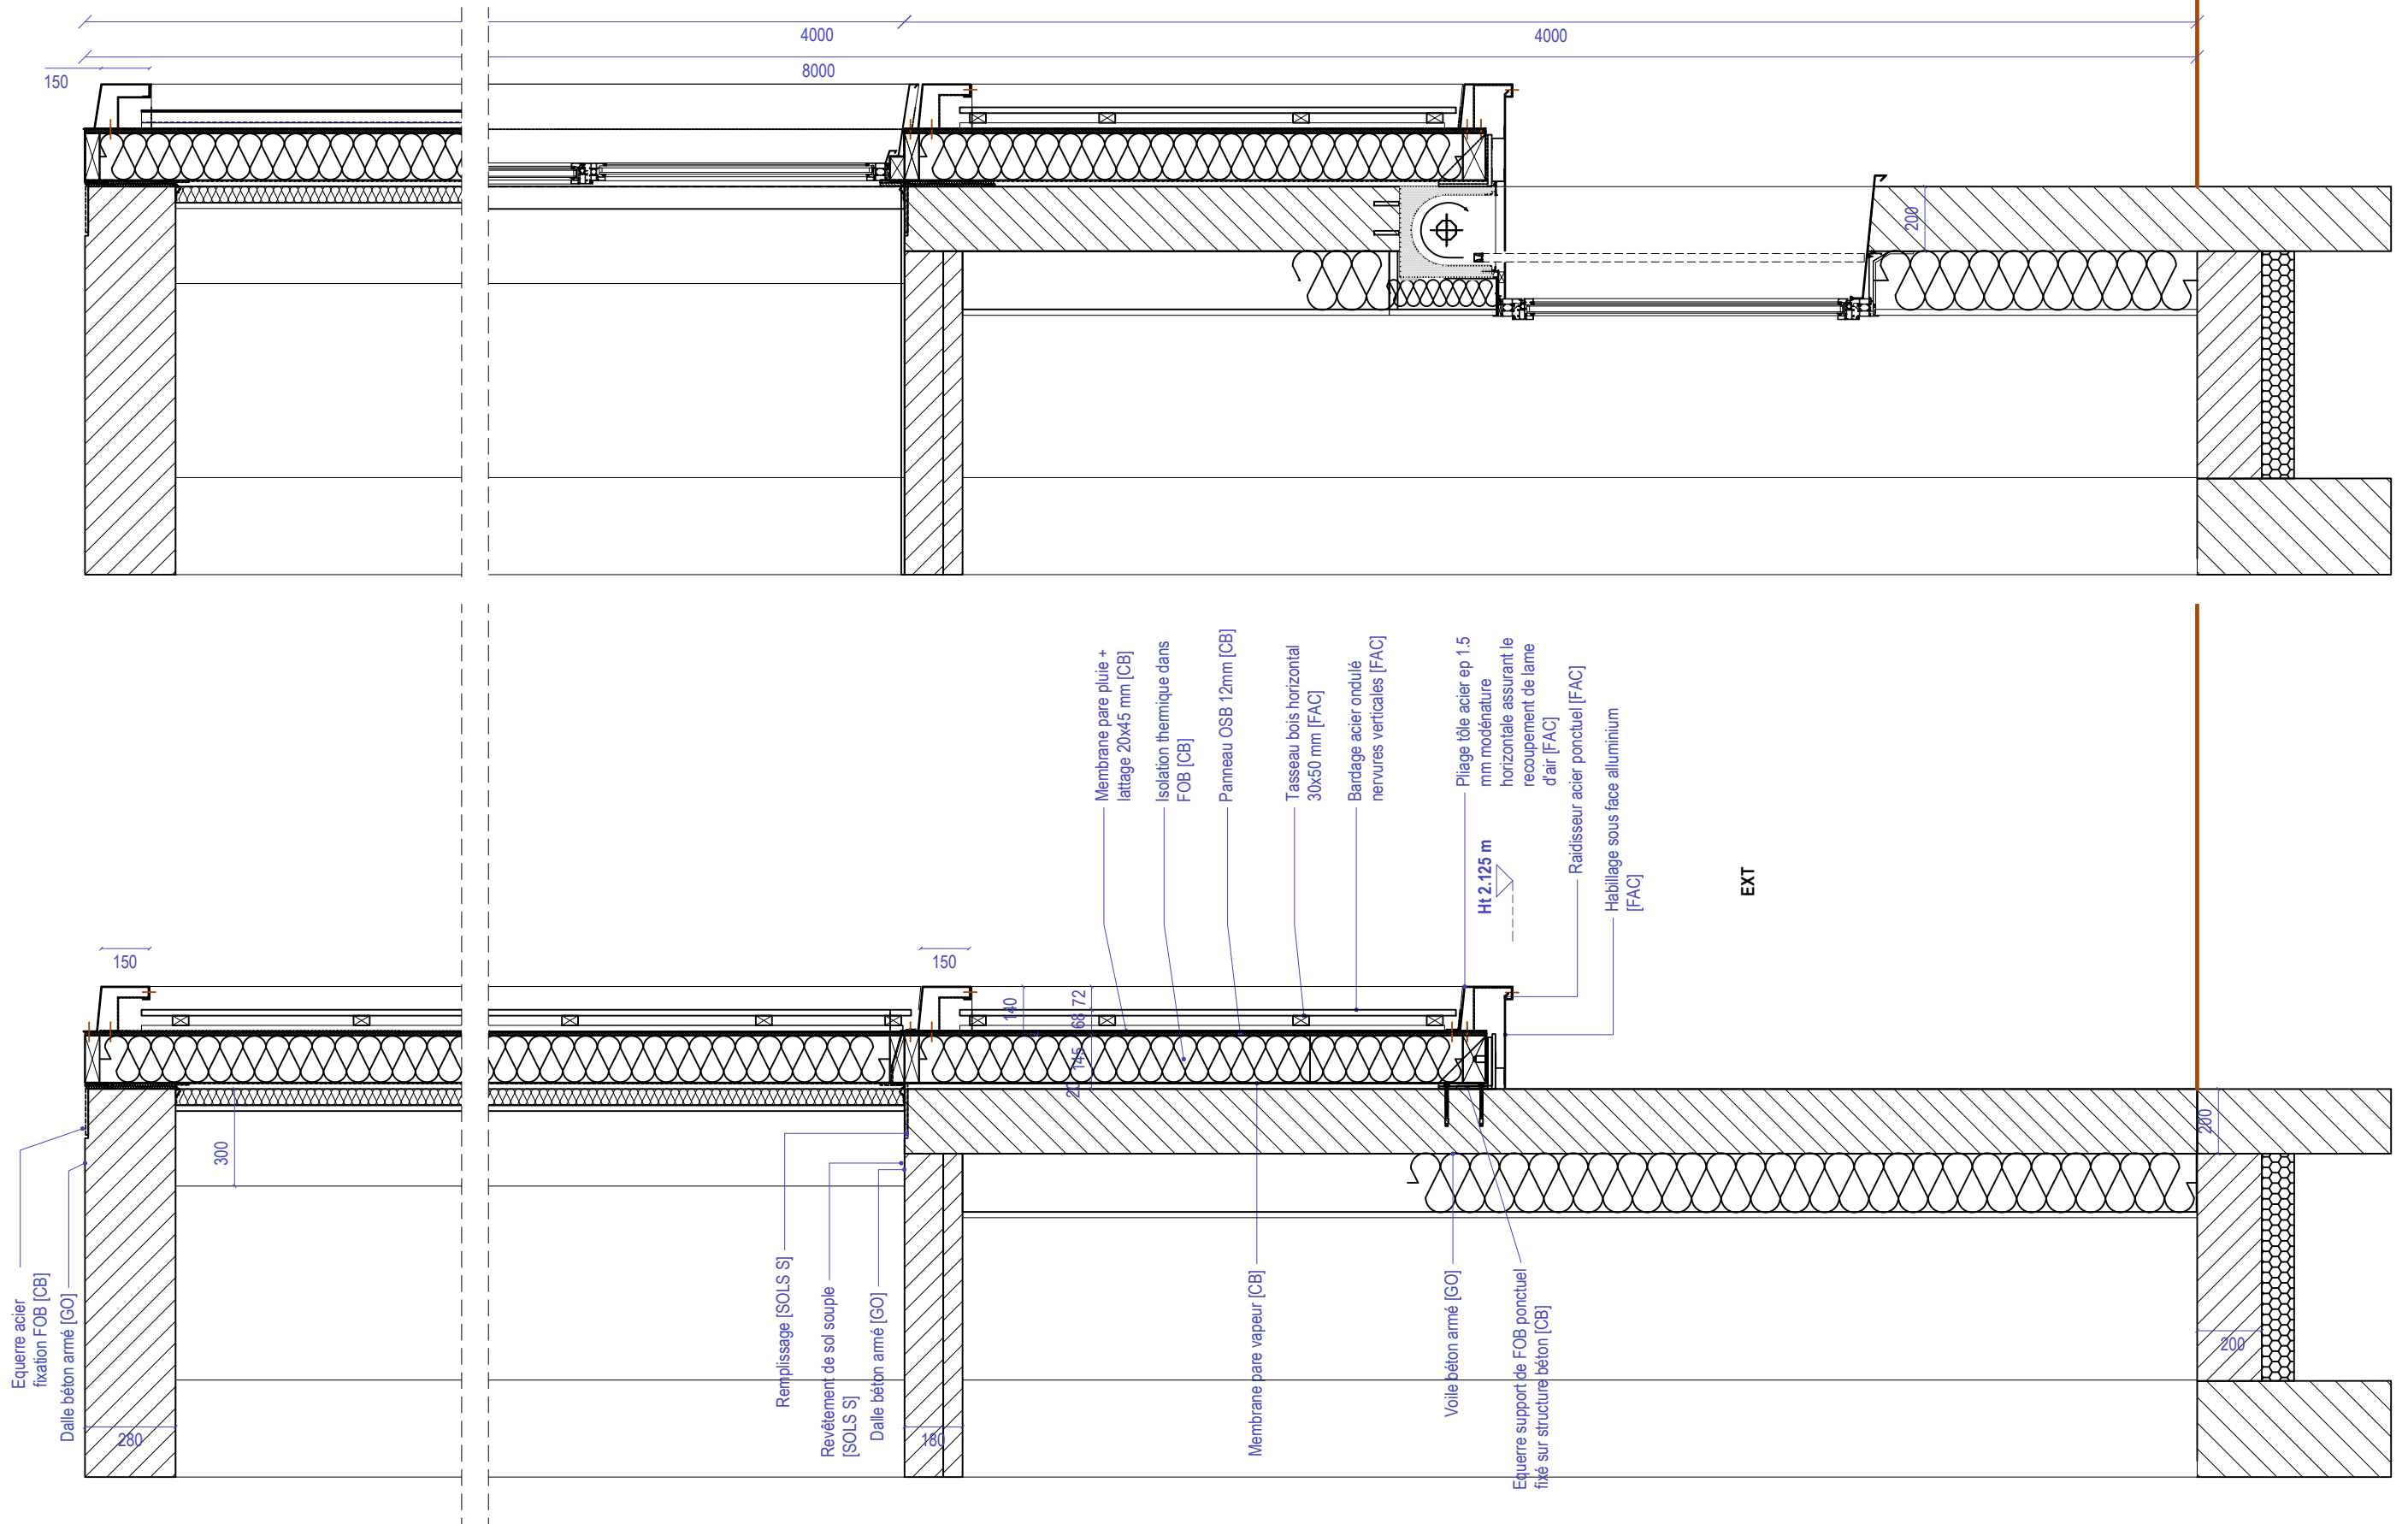 4000
4000
8000
150
200
Membrane pare pluie +
lattage 20x45 mm [CB]
Isolation thermique dans
FOB [CB]
Panneau OSB 12mm [CB]
Tasseau bois horizontal
30x50 mm [FAC]
Bardage acier ondulé
nervures verticales [FAC]
Pliage tôle acier ep 1.5
mm modénature
horizontale assurant le
recoupement de lame
d'air [FAC]
Raidisseur acier ponctuel [FAC]
Habillage sous face alluminium
[FAC]
Ht 2.125 m
EXT
150
150
140
72
68
145
20
300
200
200
280
180
Equerre acier
fixation FOB [CB]
Dalle béton armé [GO]
Remplissage [SOLS S]
Revêtement de sol souple
[SOLS S]
Dalle béton armé [GO]
Membrane pare vapeur [CB]
Voile béton armé [GO]
Equerre support de FOB ponctuel
fixé sur structure béton [CB]